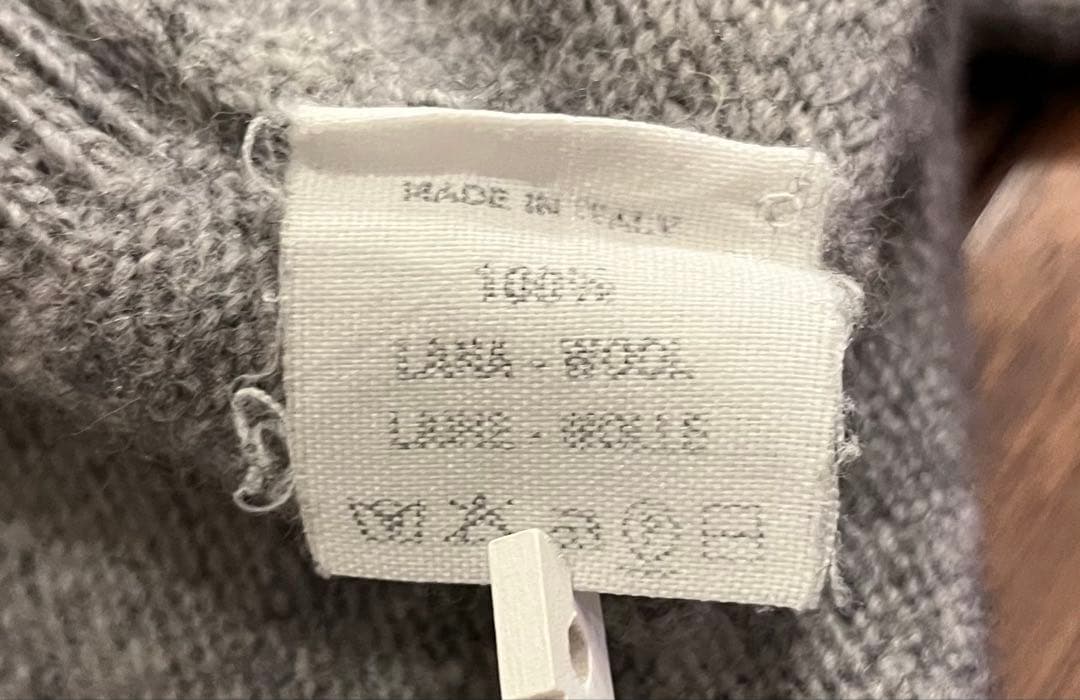 MADE IN ITALY
100%
LANA - WOOL
LAINE - WOLLE